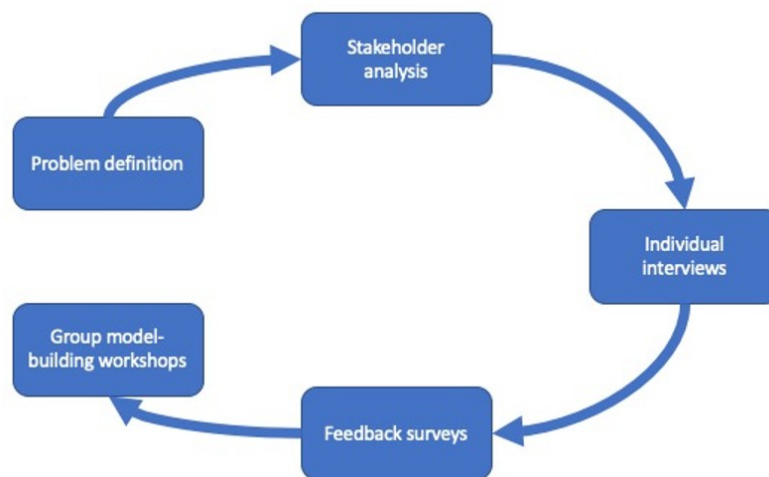 Stakeholder
analysis
Problem definition
Individual
interviews
Group model-
building workshops
Feedback surveys